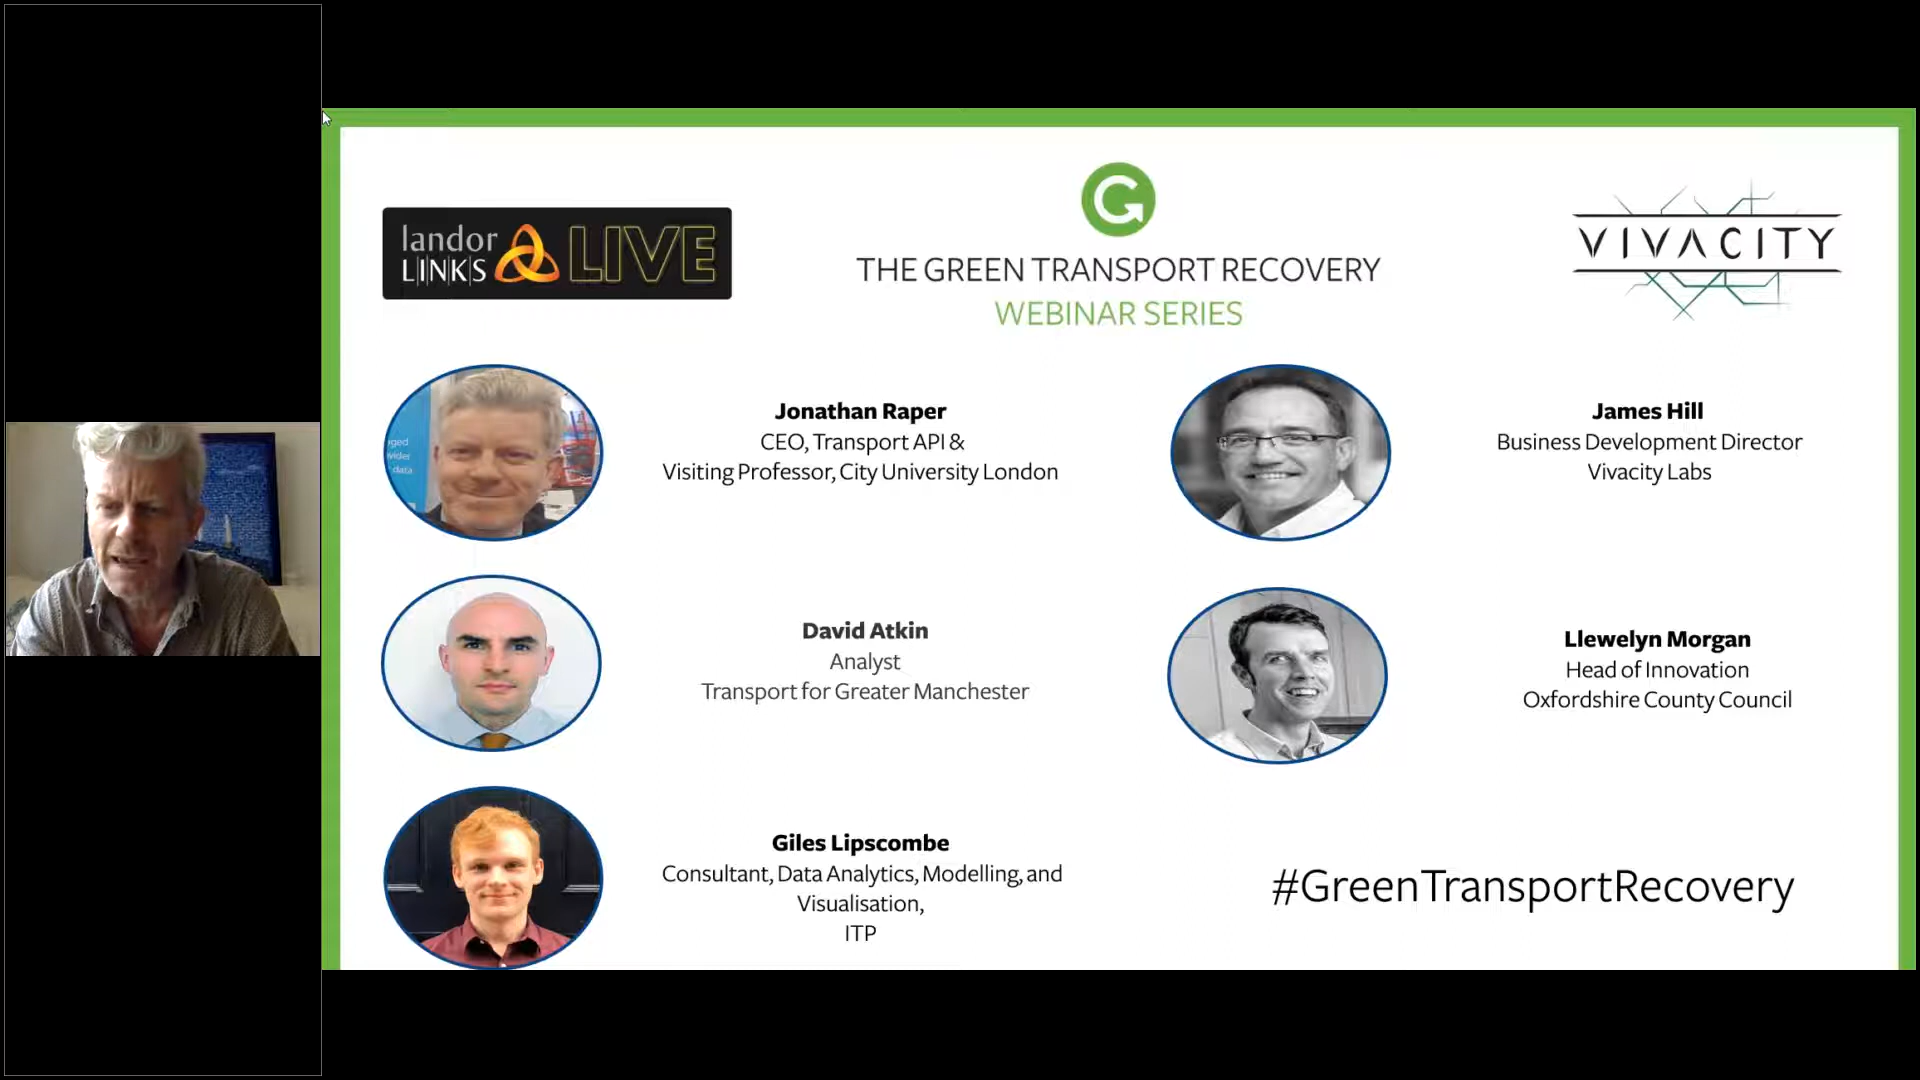 landor
LINKS
LIVE
THE GREEN TRANSPORT RECOVERY
WEBINAR SERIES
VIVACITY
Jonathan Raper
CEO, Transport API &
Visiting Professor, City University London
James Hill
Business Development Director
Vivacity Labs
David Atkin
Analyst
Transport for Greater Manchester
Llewelyn Morgan
Head of Innovation
Oxfordshire County Council
Giles Lipscombe
Consultant, Data Analytics, Modelling, and
Visualisation,
ITP
#GreenTransportRecovery